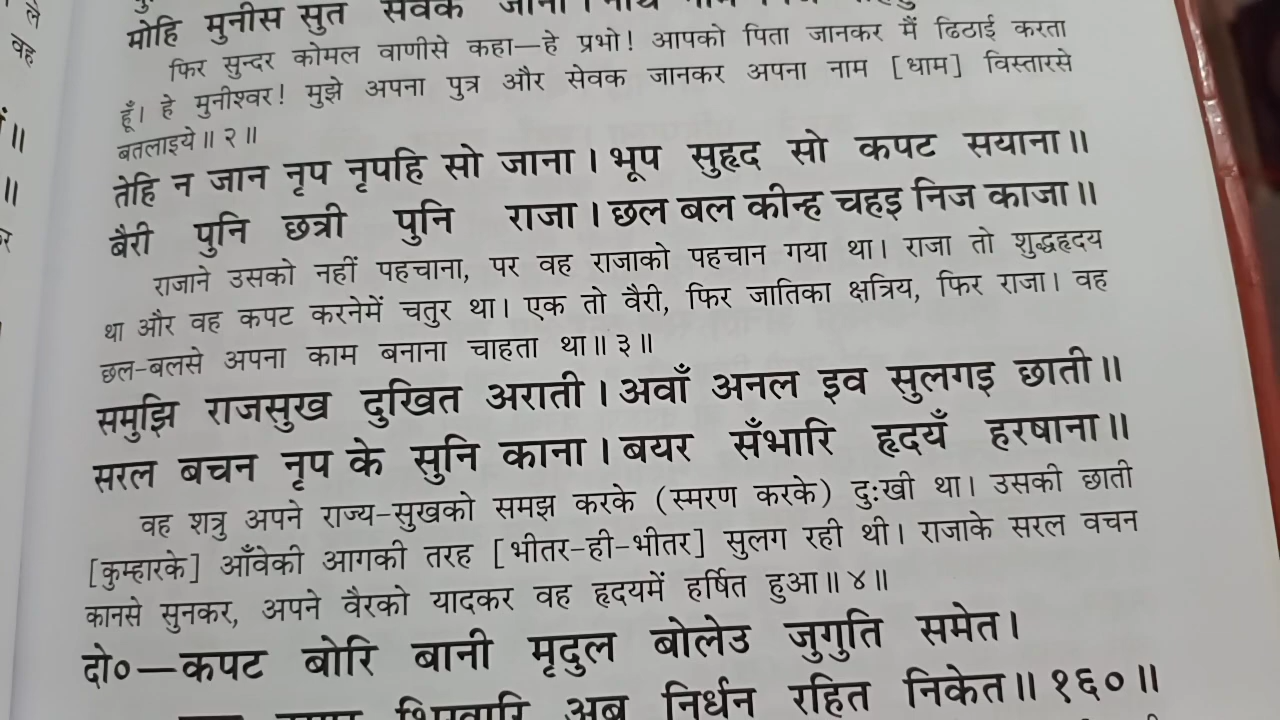 ले
वह
मोहि मुनीस सुत सेवक जानी।
फिर सुन्दर कोमल वाणीसे कहा—हे प्रभो! आपको पिता जानकर मैं ढिठाई करता
हूँ। हे मुनीश्वर! मुझे अपना पुत्र और सेवक जानकर अपना नाम [धाम] विस्तारसे
बतलाइये॥ २॥
तेहि न जान नृप नृपहि सो जाना। भूप सुहृद सो कपट सयाना॥
बैरी पुनि छत्री पुनि राजा। छल बल कीन्ह चहइ निज काजा॥
राजाने उसको नहीं पहचाना, पर वह राजाको पहचान गया था। राजा तो शुद्धहृदय
था और वह कपट करनेमें चतुर था। एक तो वैरी, फिर जातिका क्षत्रिय, फिर राजा। वह
छल-बलसे अपना काम बनाना चाहता था॥ ३॥
समुझि राजसुख दुखित अराती। अवाँ अनल इव सुलगइ छाती॥
सरल बचन नृप के सुनि काना। बयर सँभारि हृदयँ हरषाना॥
वह शत्रु अपने राज्य-सुखको समझ करके (स्मरण करके) दुःखी था। उसकी छाती
[कुम्हारके] आँवेकी आगकी तरह [भीतर-ही-भीतर] सुलग रही थी। राजाके सरल वचन
कानसे सुनकर, अपने वैरको यादकर वह हृदयमें हर्षित हुआ॥ ४॥
दो०—कपट बोरि बानी मृदुल बोलेउ जुगुति समेत।
भिखारि अब निर्धन रहित निकेत॥ १६०॥